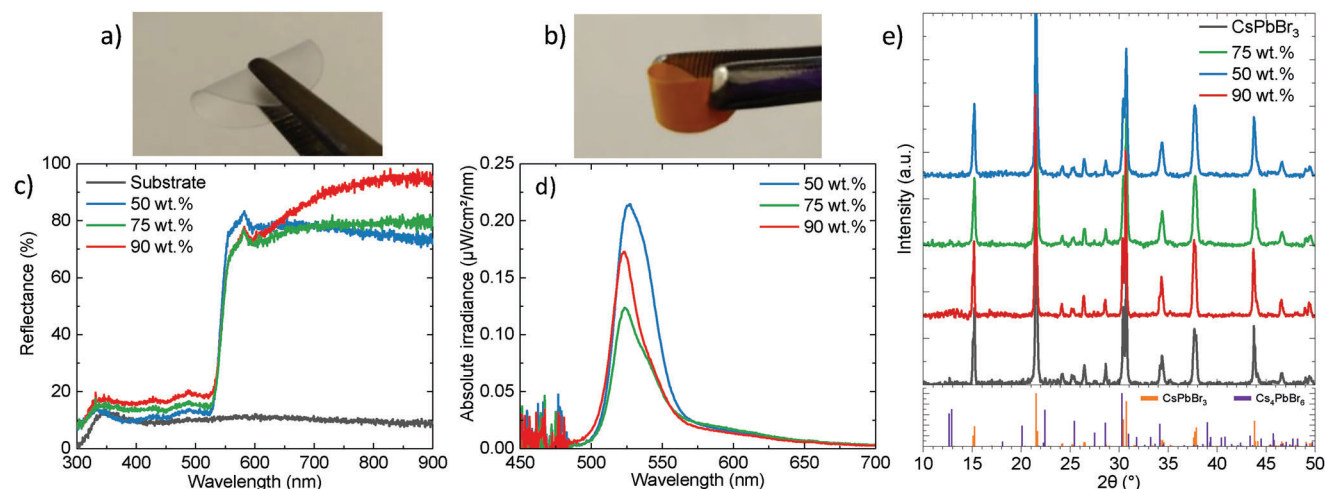 a)
b)
c)
Substrate
50 wt.%
75 wt.%
90 wt.%
Reflectance (%)
0
20
40
60
80
100
300 400 500 600 700 800 900
Wavelength (nm)
d)
50 wt.%
75 wt.%
90 wt.%
Absolute irradiance (µW/cm²/nm)
0.00
0.05
0.10
0.15
0.20
0.25
450 500 550 600 650 700
Wavelength (nm)
e)
CsPbBr₃
75 wt.%
50 wt.%
90 wt.%
Intensity (a.u.)
CsPbBr₃ Cs₄PbBr₆
10 15 20 25 30 35 40 45 50
2θ (°)